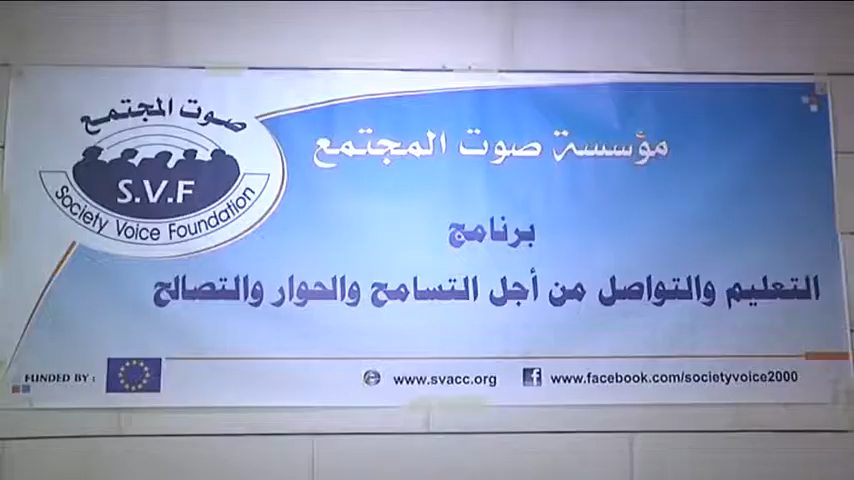 صوت المجتمع
S.V.F
Society Voice Foundation
مؤسسة صوت المجتمع
برنامج
التعليم والتواصل من أجل التسامح والحوار والتصالح
FUNDED BY :
www.svacc.org
www.facebook.com/societyvoice2000